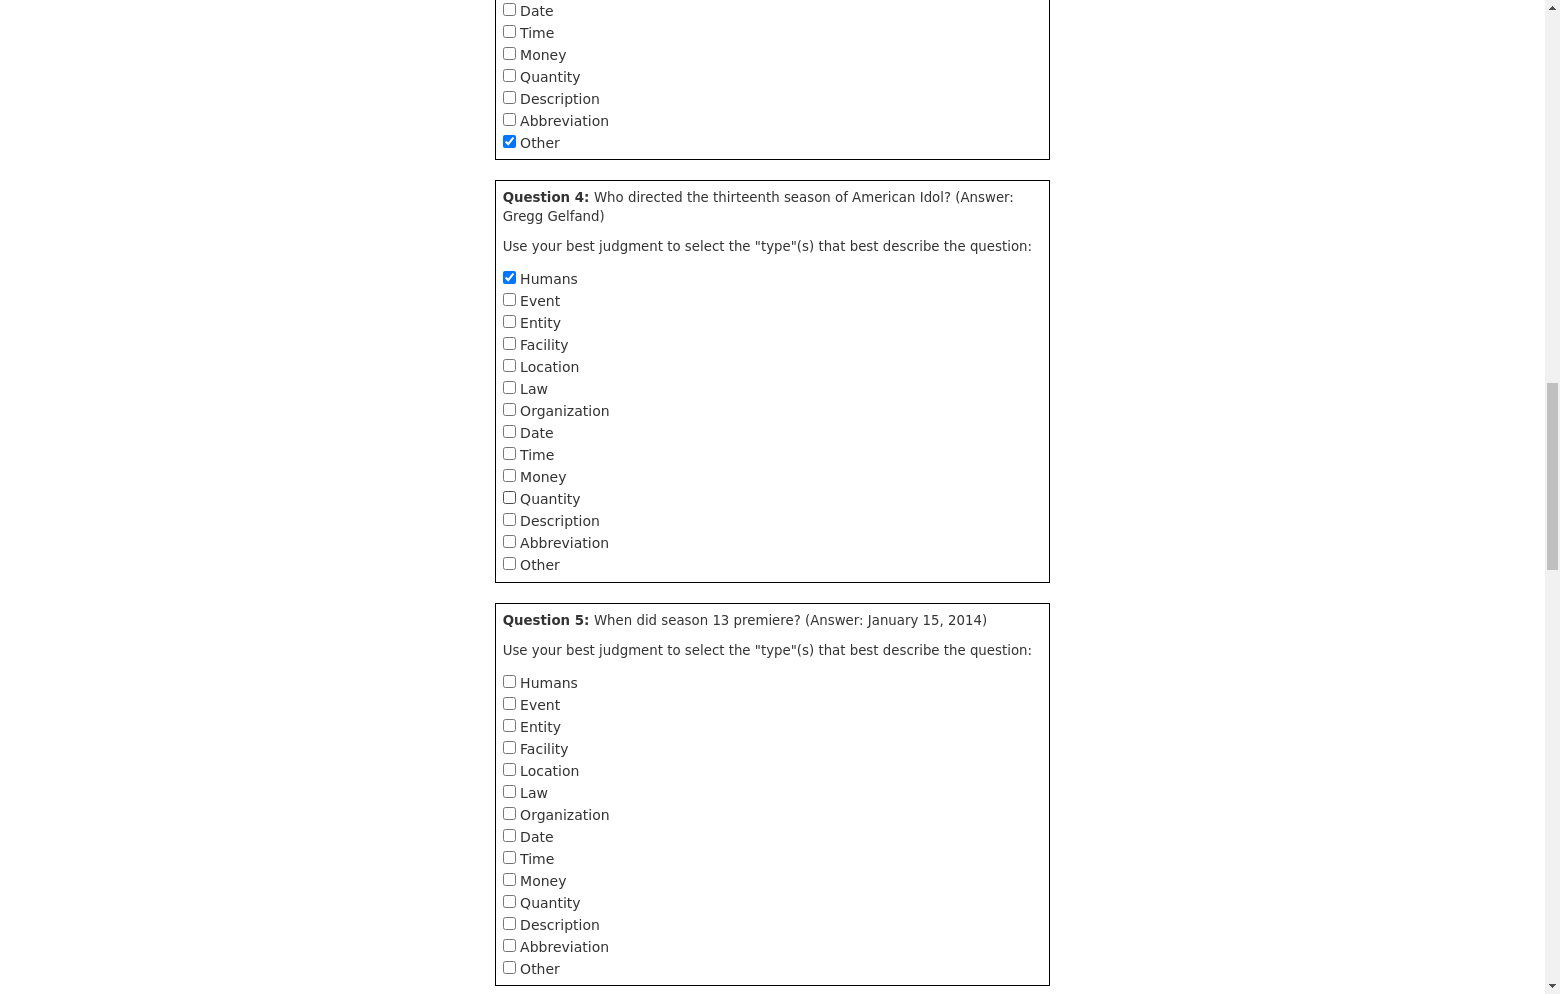 Date
Time
Money
Quantity
Description
Abbreviation
Other
Question 4: Who directed the thirteenth season of American Idol? (Answer:
Gregg Gelfand)
Use your best judgment to select the "type"(s) that best describe the question:
Humans
Event
Entity
Facility
Location
Law
Organization
Date
Time
Money
Quantity
Description
Abbreviation
Other
Question 5: When did season 13 premiere? (Answer: January 15, 2014)
Use your best judgment to select the "type"(s) that best describe the question:
Humans
Event
Entity
Facility
Location
Law
Organization
Date
Time
Money
Quantity
Description
Abbreviation
Other